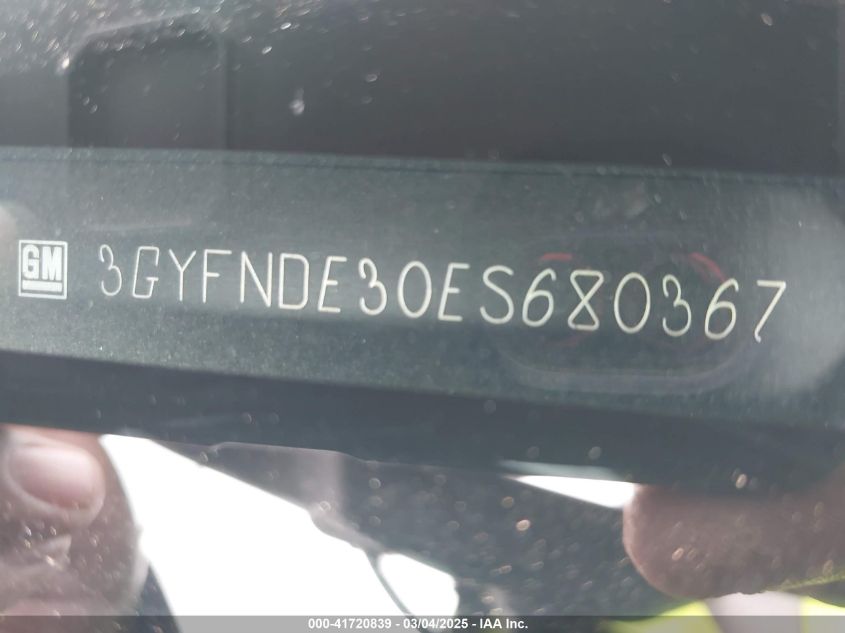 GM 3GYFNDE30ES680367
000-41720839 - 03/04/2025 - IAA Inc.